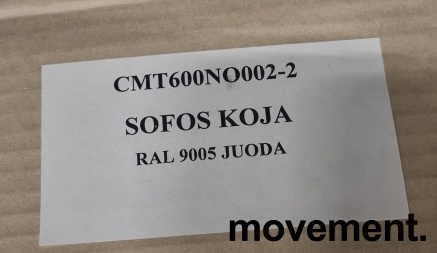 CMT600NO002-2
SOFOS KOJA
RAL 9005 JUODA
movement.